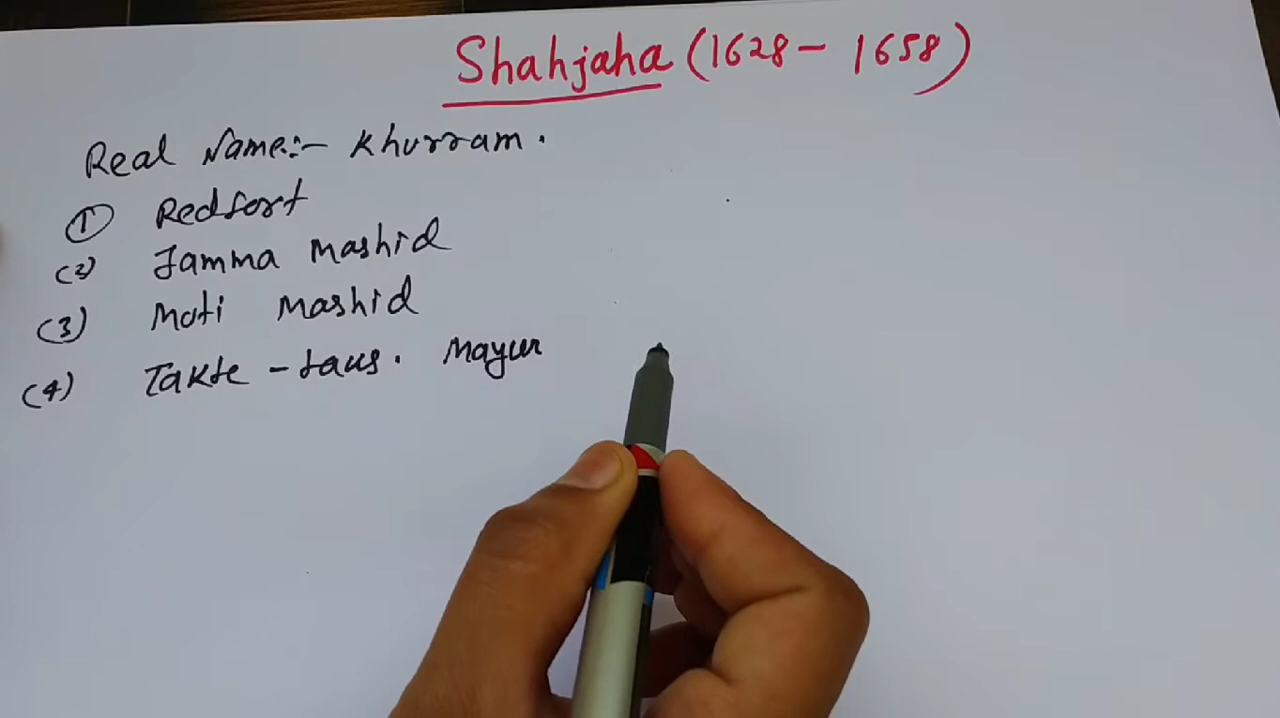 Shahjaha (1628 - 1658)
Real Name:- Khurram.
(1) Redfort
(2) Jamma Mashid
(3) Moti Mashid
(4) Takte - taus. Mayur